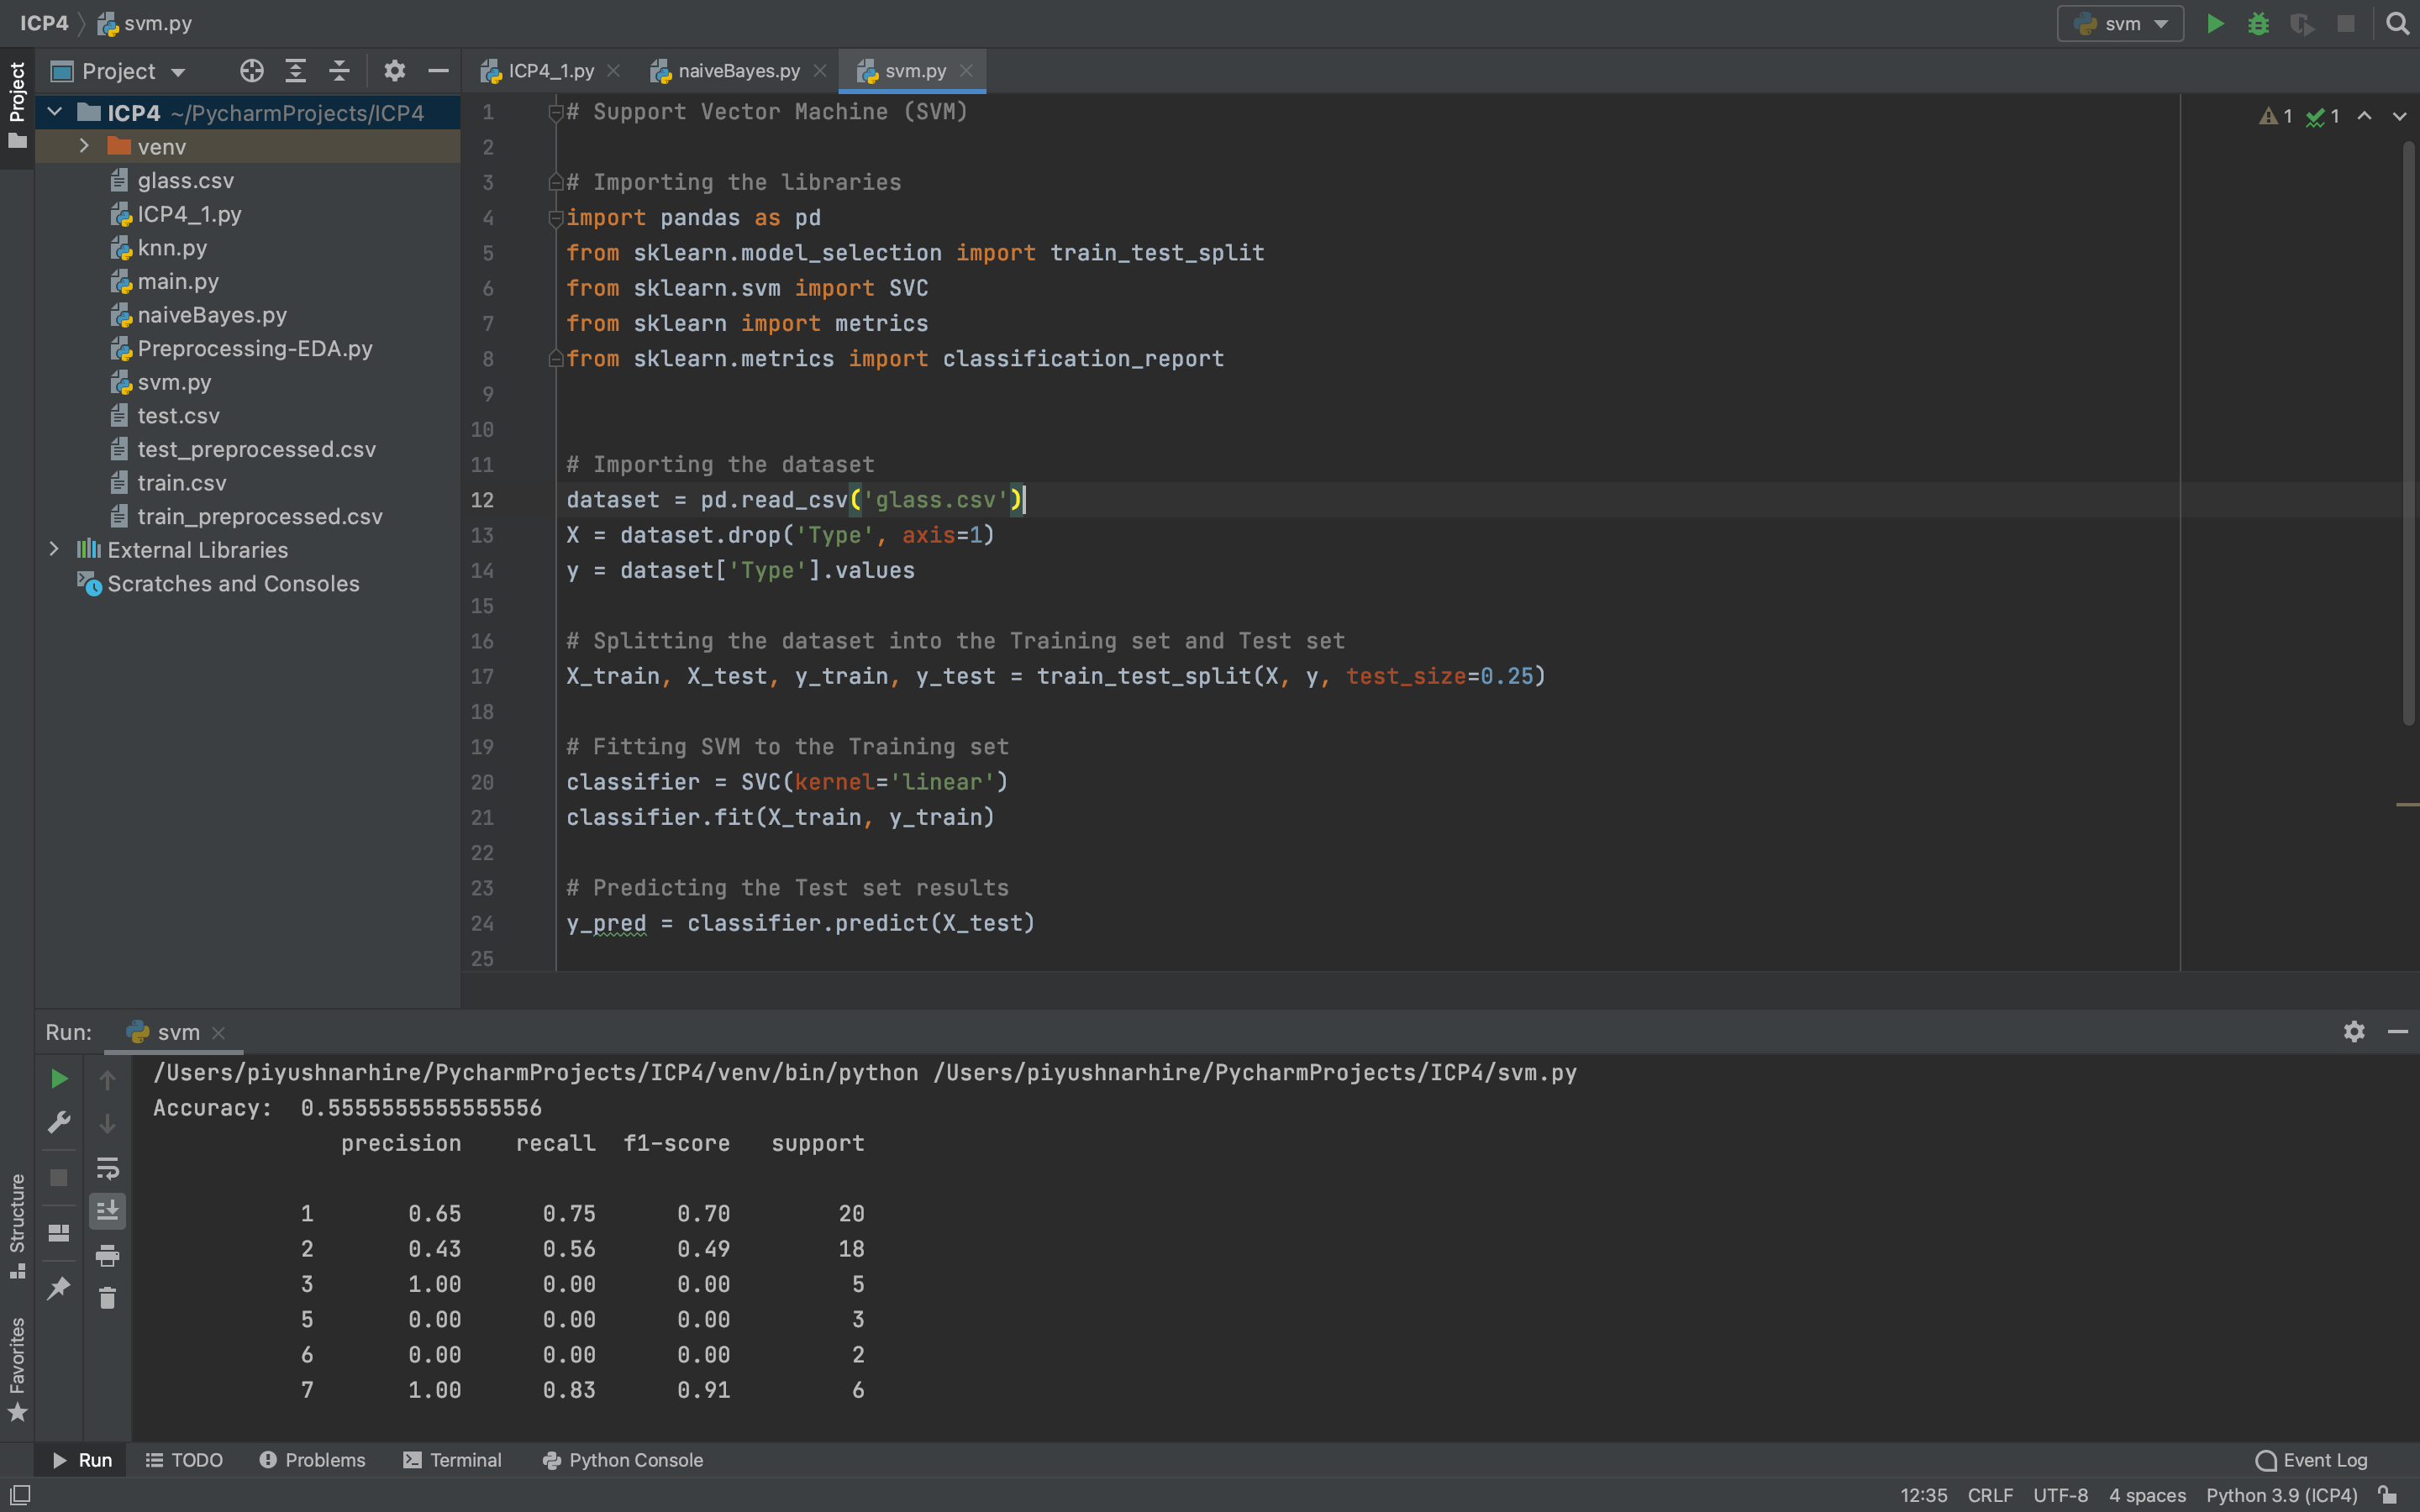 ICP4 svm.py
svm
Project
Project
ICP4 ~/PycharmProjects/ICP4
venv
glass.csv
ICP4_1.py
knn.py
main.py
naiveBayes.py
Preprocessing-EDA.py
svm.py
test.csv
test_preprocessed.csv
train.csv
train_preprocessed.csv
External Libraries
Scratches and Consoles
ICP4_1.py naiveBayes.py svm.py
1 1
1 # Support Vector Machine (SVM)
2
3 # Importing the libraries
4 import pandas as pd
5 from sklearn.model_selection import train_test_split
6 from sklearn.svm import SVC
7 from sklearn import metrics
8 from sklearn.metrics import classification_report
9
10
11 # Importing the dataset
12 dataset = pd.read_csv('glass.csv')
13 X = dataset.drop('Type', axis=1)
14 y = dataset['Type'].values
15
16 # Splitting the dataset into the Training set and Test set
17 X_train, X_test, y_train, y_test = train_test_split(X, y, test_size=0.25)
18
19 # Fitting SVM to the Training set
20 classifier = SVC(kernel='linear')
21 classifier.fit(X_train, y_train)
22
23 # Predicting the Test set results
24 y_pred = classifier.predict(X_test)
25
Run: svm
/Users/piyushnarhire/PycharmProjects/ICP4/venv/bin/python /Users/piyushnarhire/PycharmProjects/ICP4/svm.py
Accuracy:  0.5555555555555556
precision recall f1-score support
1 0.65 0.75 0.70 20
2 0.43 0.56 0.49 18
3 1.00 0.00 0.00 5
5 0.00 0.00 0.00 3
6 0.00 0.00 0.00 2
7 1.00 0.83 0.91 6
Structure
Favorites
Run TODO Problems Terminal Python Console Event Log
12:35 CRLF UTF-8 4 spaces Python 3.9 (ICP4)